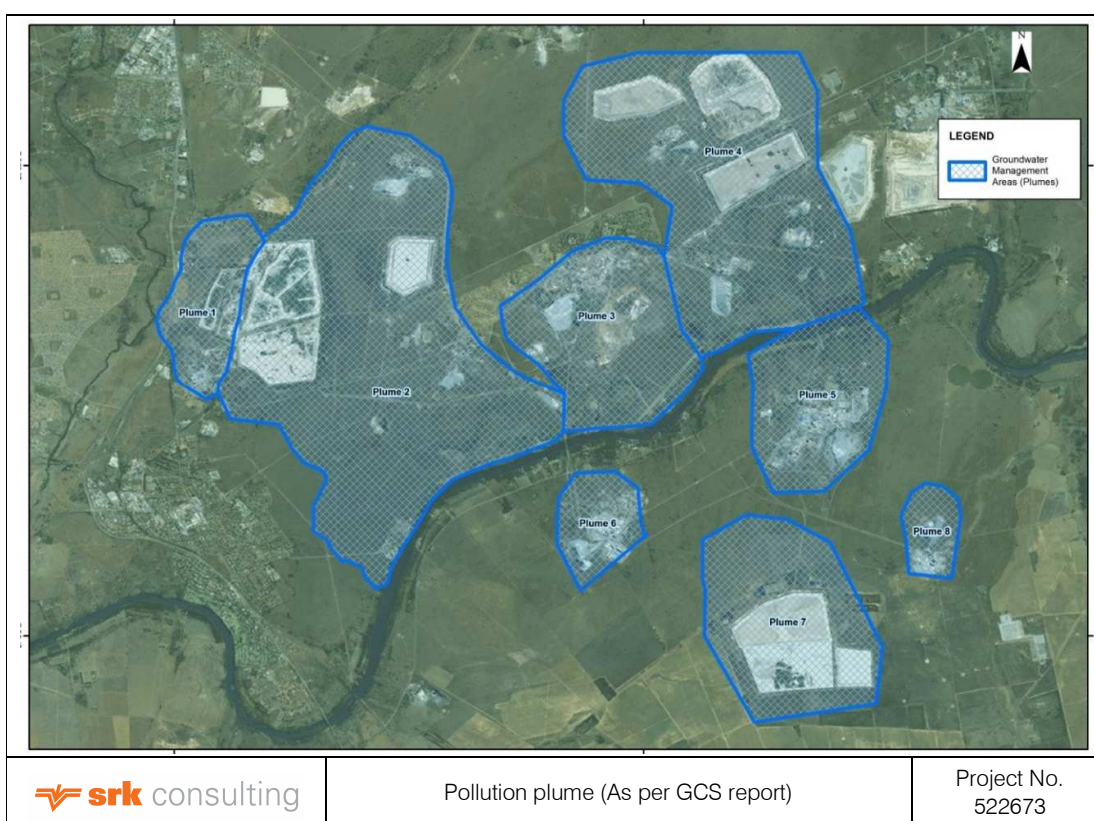 N
LEGEND
Groundwater
Management
Areas (Plumes)
Plume 4
Plume 1
Plume 3
Plume 2
Plume 5
Plume 6
Plume 8
Plume 7
srk consulting
Pollution plume (As per GCS report)
Project No.
522673